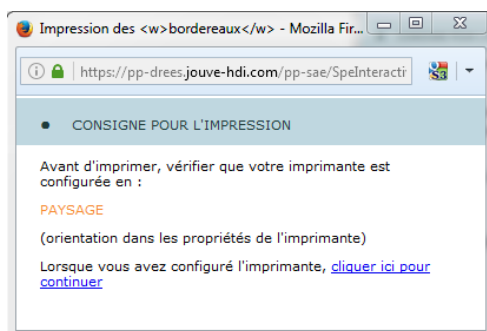 Impression des <w>bordereaux</w> - Mozilla Fir...
https://pp-drees.jouve-hdi.com/pp-sae/SpeInteracti
S3
• CONSIGNE POUR L'IMPRESSION
Avant d'imprimer, vérifier que votre imprimante est
configurée en :
PAYSAGE
(orientation dans les propriétés de l'imprimante)
Lorsque vous avez configuré l'imprimante, cliquer ici pour
continuer